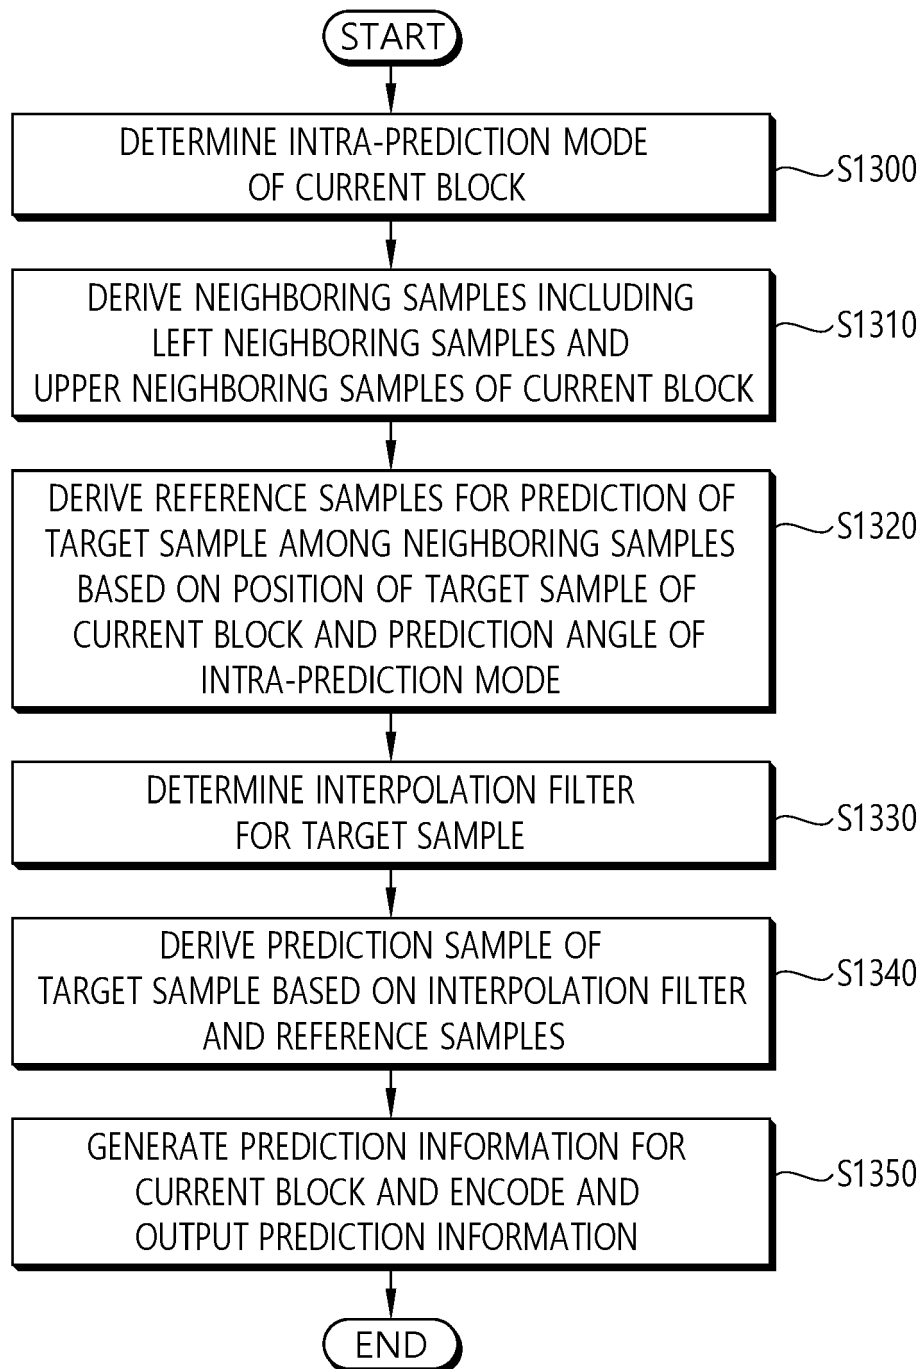 START
DETERMINE INTRA-PREDICTION MODE
OF CURRENT BLOCK
S1300
DERIVE NEIGHBORING SAMPLES INCLUDING
LEFT NEIGHBORING SAMPLES AND
UPPER NEIGHBORING SAMPLES OF CURRENT BLOCK
S1310
DERIVE REFERENCE SAMPLES FOR PREDICTION OF
TARGET SAMPLE AMONG NEIGHBORING SAMPLES
BASED ON POSITION OF TARGET SAMPLE OF
CURRENT BLOCK AND PREDICTION ANGLE OF
INTRA-PREDICTION MODE
S1320
DETERMINE INTERPOLATION FILTER
FOR TARGET SAMPLE
S1330
DERIVE PREDICTION SAMPLE OF
TARGET SAMPLE BASED ON INTERPOLATION FILTER
AND REFERENCE SAMPLES
S1340
GENERATE PREDICTION INFORMATION FOR
CURRENT BLOCK AND ENCODE AND
OUTPUT PREDICTION INFORMATION
S1350
END